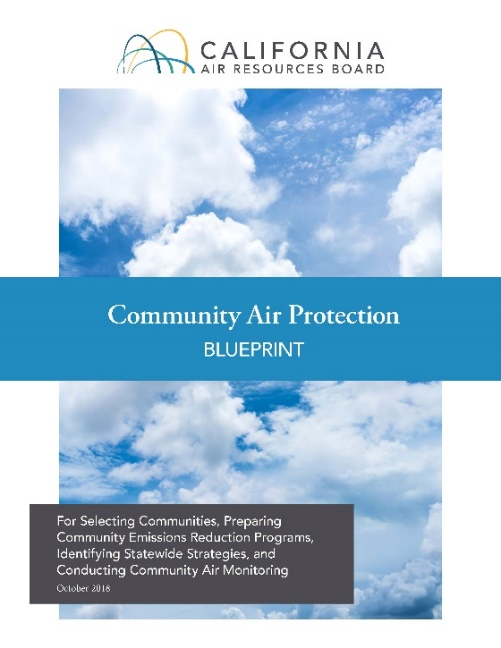 CALIFORNIA
AIR RESOURCES BOARD
Community Air Protection
BLUEPRINT
For Selecting Communities, Preparing
Community Emissions Reduction Programs,
Identifying Statewide Strategies, and
Conducting Community Air Monitoring
October 2018